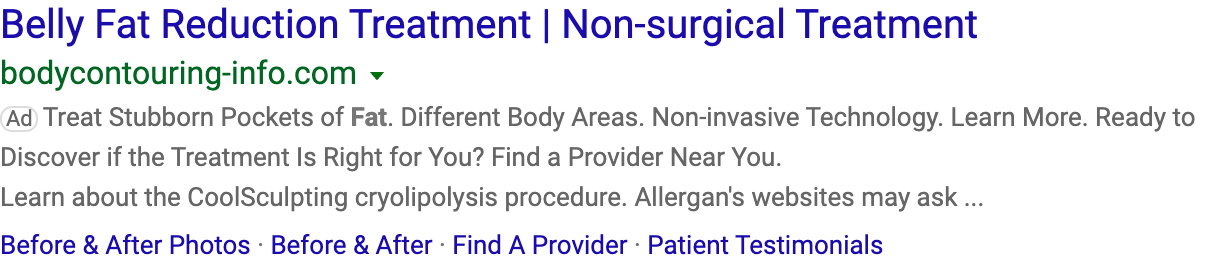 Belly Fat Reduction Treatment | Non-surgical Treatment
bodycontouring-info.com
Ad Treat Stubborn Pockets of Fat. Different Body Areas. Non-invasive Technology. Learn More. Ready to
Discover if the Treatment Is Right for You? Find a Provider Near You.
Learn about the CoolSculpting cryolipolysis procedure. Allergan's websites may ask ...
Before & After Photos · Before & After · Find A Provider · Patient Testimonials